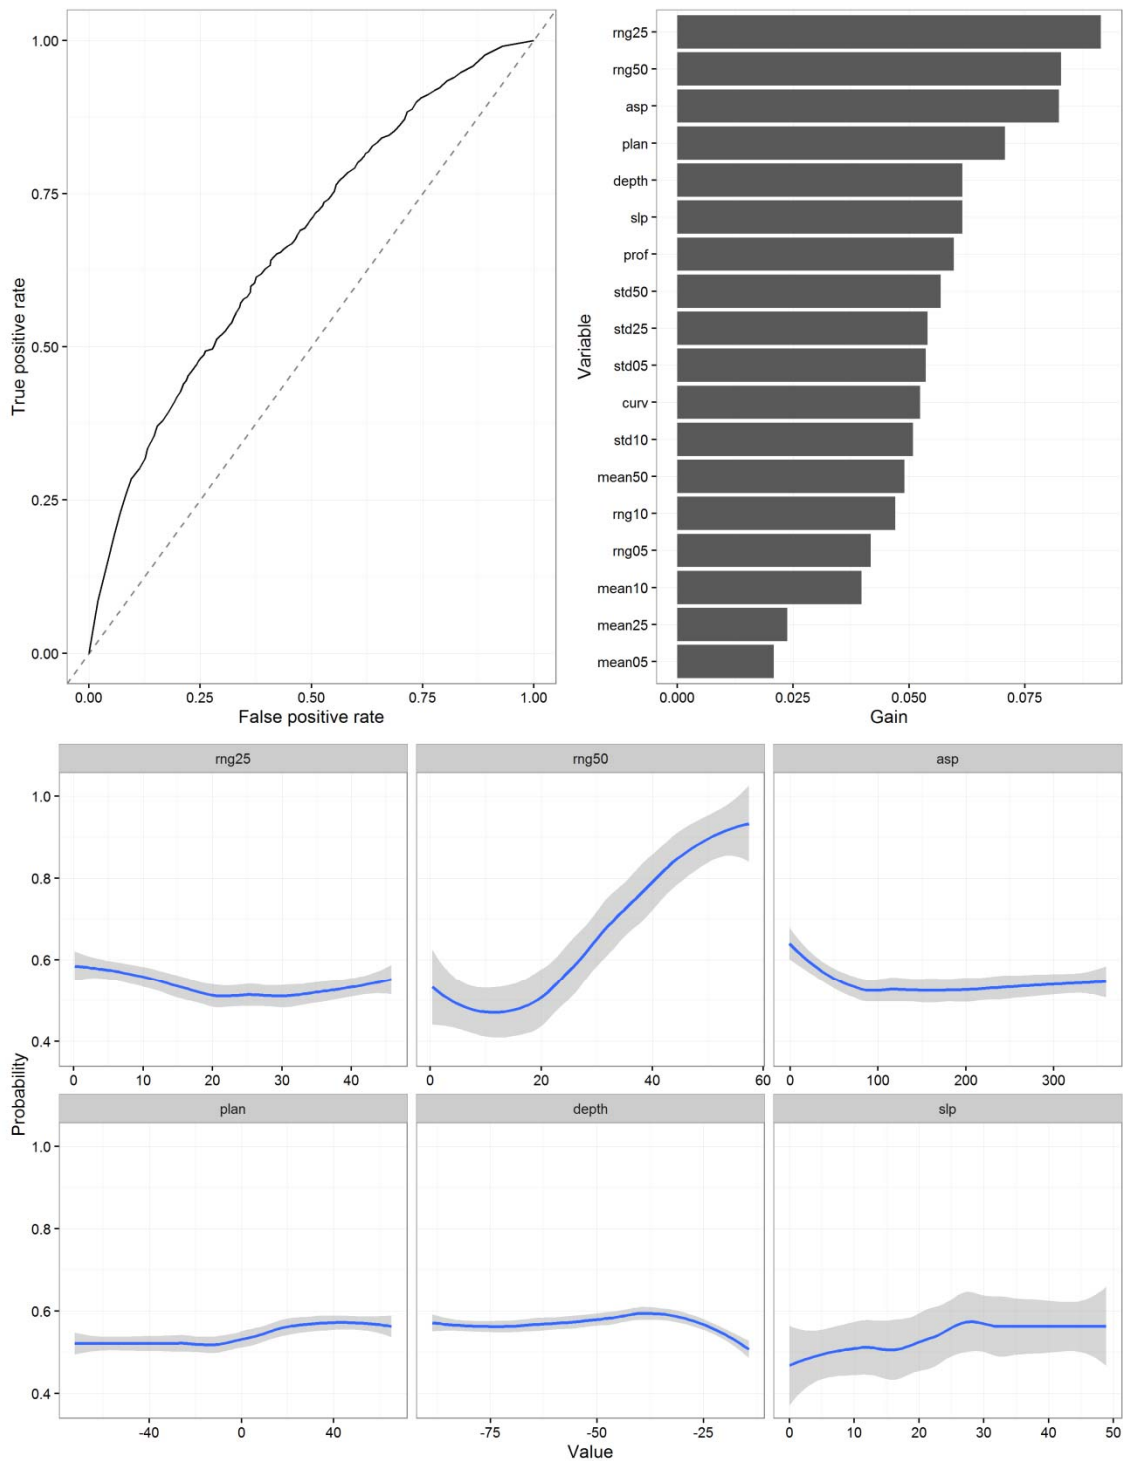 1.00
0.75
0.50
0.25
0.00
True positive rate
0.00 0.25 0.50 0.75 1.00
False positive rate
rng25
rng50
asp
plan
depth
slp
prof
std50
std25
std05
curv
std10
mean50
rng10
rng05
mean10
mean25
mean05
Variable
0.000 0.025 0.050 0.075
Gain
rng25 rng50 asp
1.0
0.8
0.6
0.4
0 10 20 30 40 0 20 40 60 0 100 200 300
Probability
plan depth slp
1.0
0.8
0.6
0.4
-40 0 40 -75 -50 -25 0 10 20 30 40 50
Value